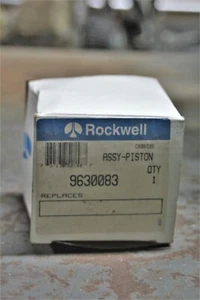 Rockwell
ASSY-PISTON
QTY
9630083 1
REPLACES